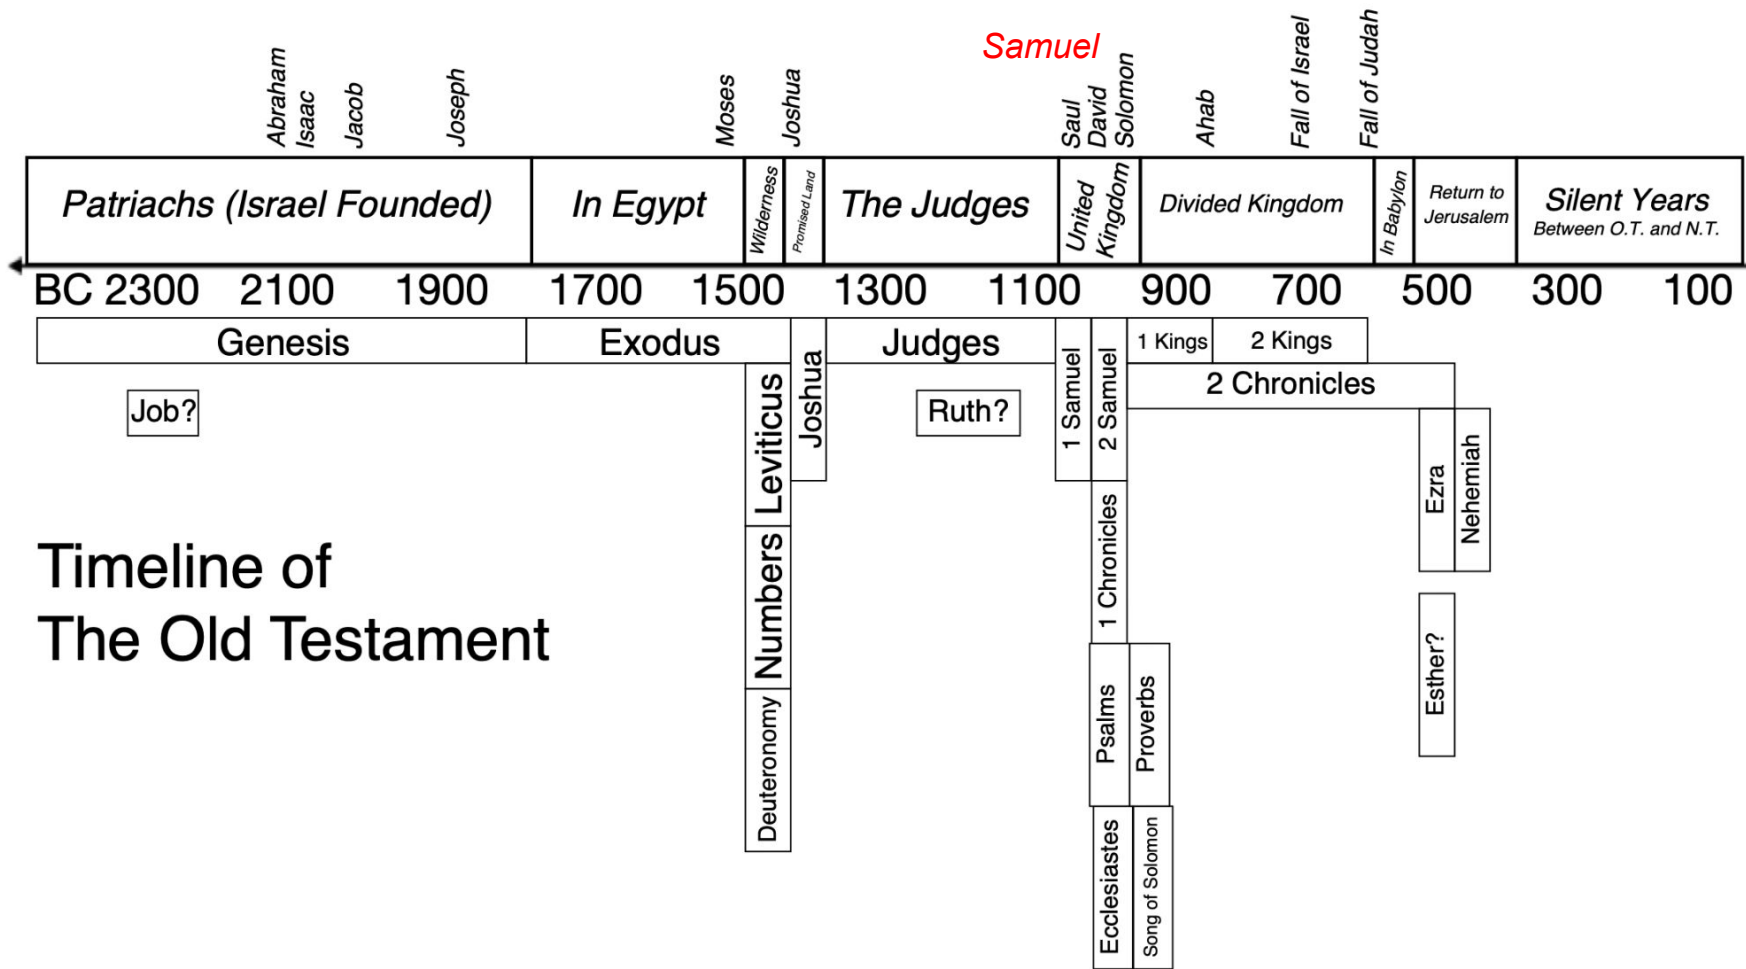 Samuel
Abraham
Isaac
Jacob
Joseph
Moses
Joshua
Saul
David
Solomon
Ahab
Fall of Israel
Fall of Judah
Patriachs (Israel Founded)
In Egypt
Wilderness
Promised Land
The Judges
United
Kingdom
Divided Kingdom
In Babylon
Return to
Jerusalem
Silent Years
Between O.T. and N.T.
BC 2300 2100 1900 1700 1500 1300 1100 900 700 500 300 100
Genesis
Exodus
Leviticus
Numbers
Deuteronomy
Joshua
Judges
1 Samuel
2 Samuel
1 Kings
2 Kings
2 Chronicles
Job?
Ruth?
1 Chronicles
Ezra
Nehemiah
Timeline of
The Old Testament
Psalms
Proverbs
Esther?
Ecclesiastes
Song of Solomon